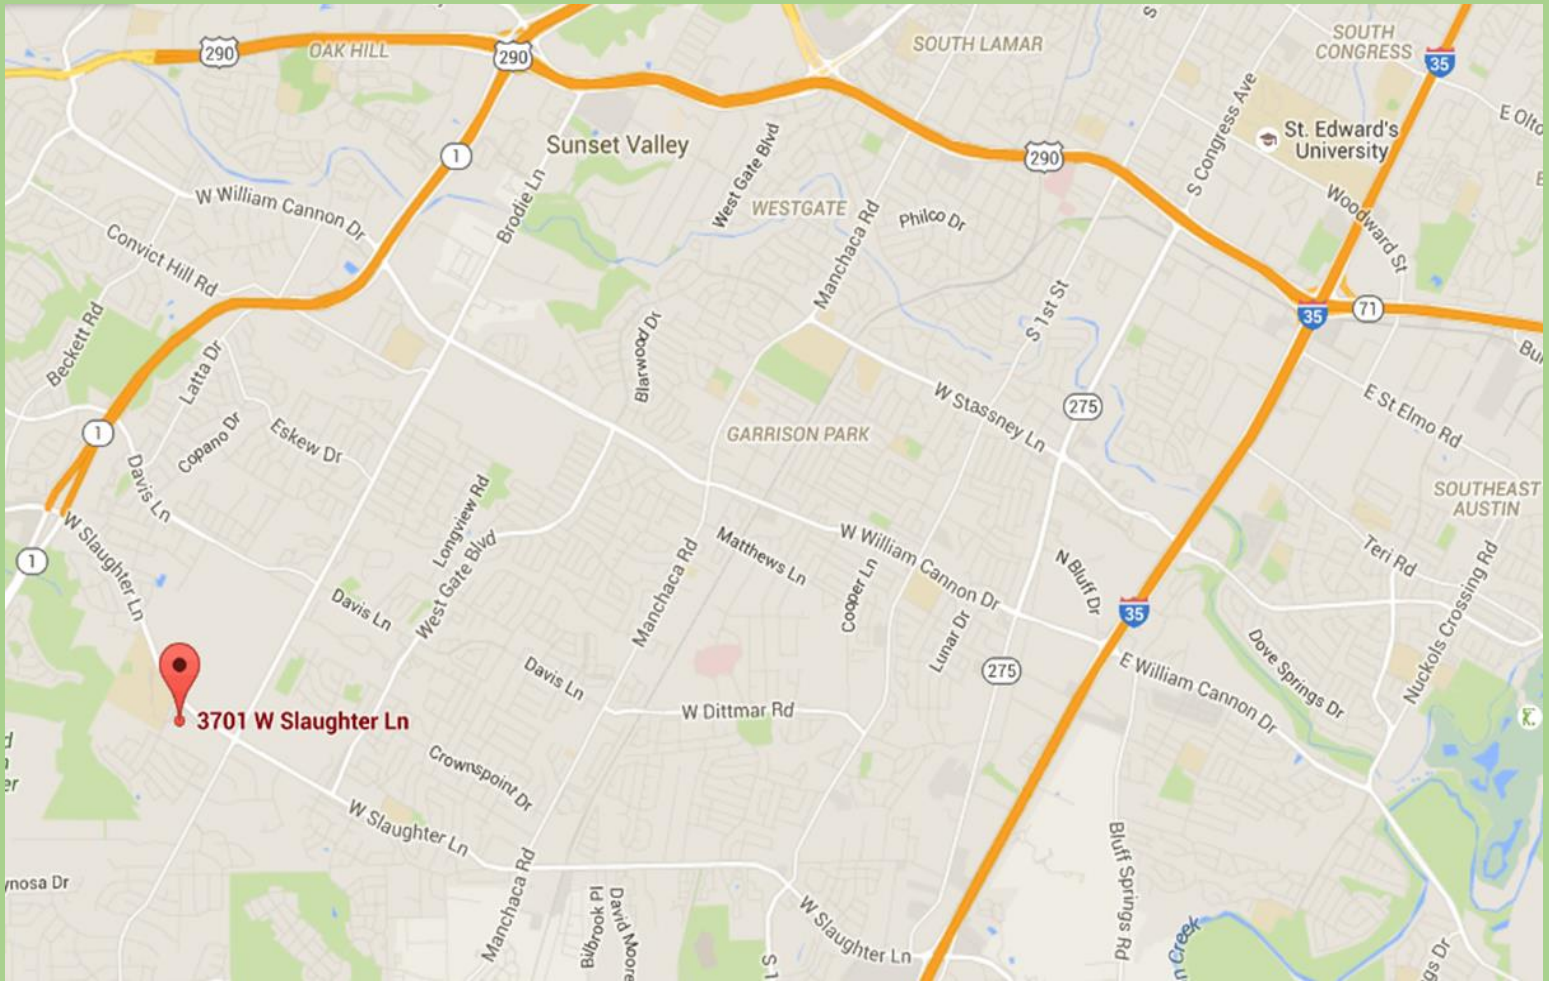 290
OAK HILL
290
SOUTH LAMAR
SOUTH
CONGRESS
35
E Olto
1
Sunset Valley
West Gate Blvd
290
S Congress Ave
St. Edward's
University
Woodward St
W William Cannon Dr
Brodie Ln
WESTGATE
Manchaca Rd
Philco Dr
Convict Hill Rd
S 1st St
35
71
Beckett Rd
Latta Dr
Blarwood Dr
W Stassney Ln
275
E St Elmo Rd
1
Copano Dr
Eskew Dr
GARRISON PARK
Davis Ln
Longview Rd
West Gate Blvd
SOUTHEAST
AUSTIN
W Slaughter Ln
1
Matthews Ln
W William Cannon Dr
Cooper Ln
N Bluff Dr
Teri Rd
Nuckols Crossing Rd
Davis Ln
Manchaca Rd
Lunar Dr
35
275
Dove Springs Dr
E William Cannon Dr
Davis Ln
W Dittmar Rd
3701 W Slaughter Ln
d
er
Crownspoint Dr
W Slaughter Ln
ynosa Dr
Manchaca Rd
Bilbrook Pl
David Moore
S 1
W Slaughter Ln
Bluff Springs Rd
n Creek
gs Dr